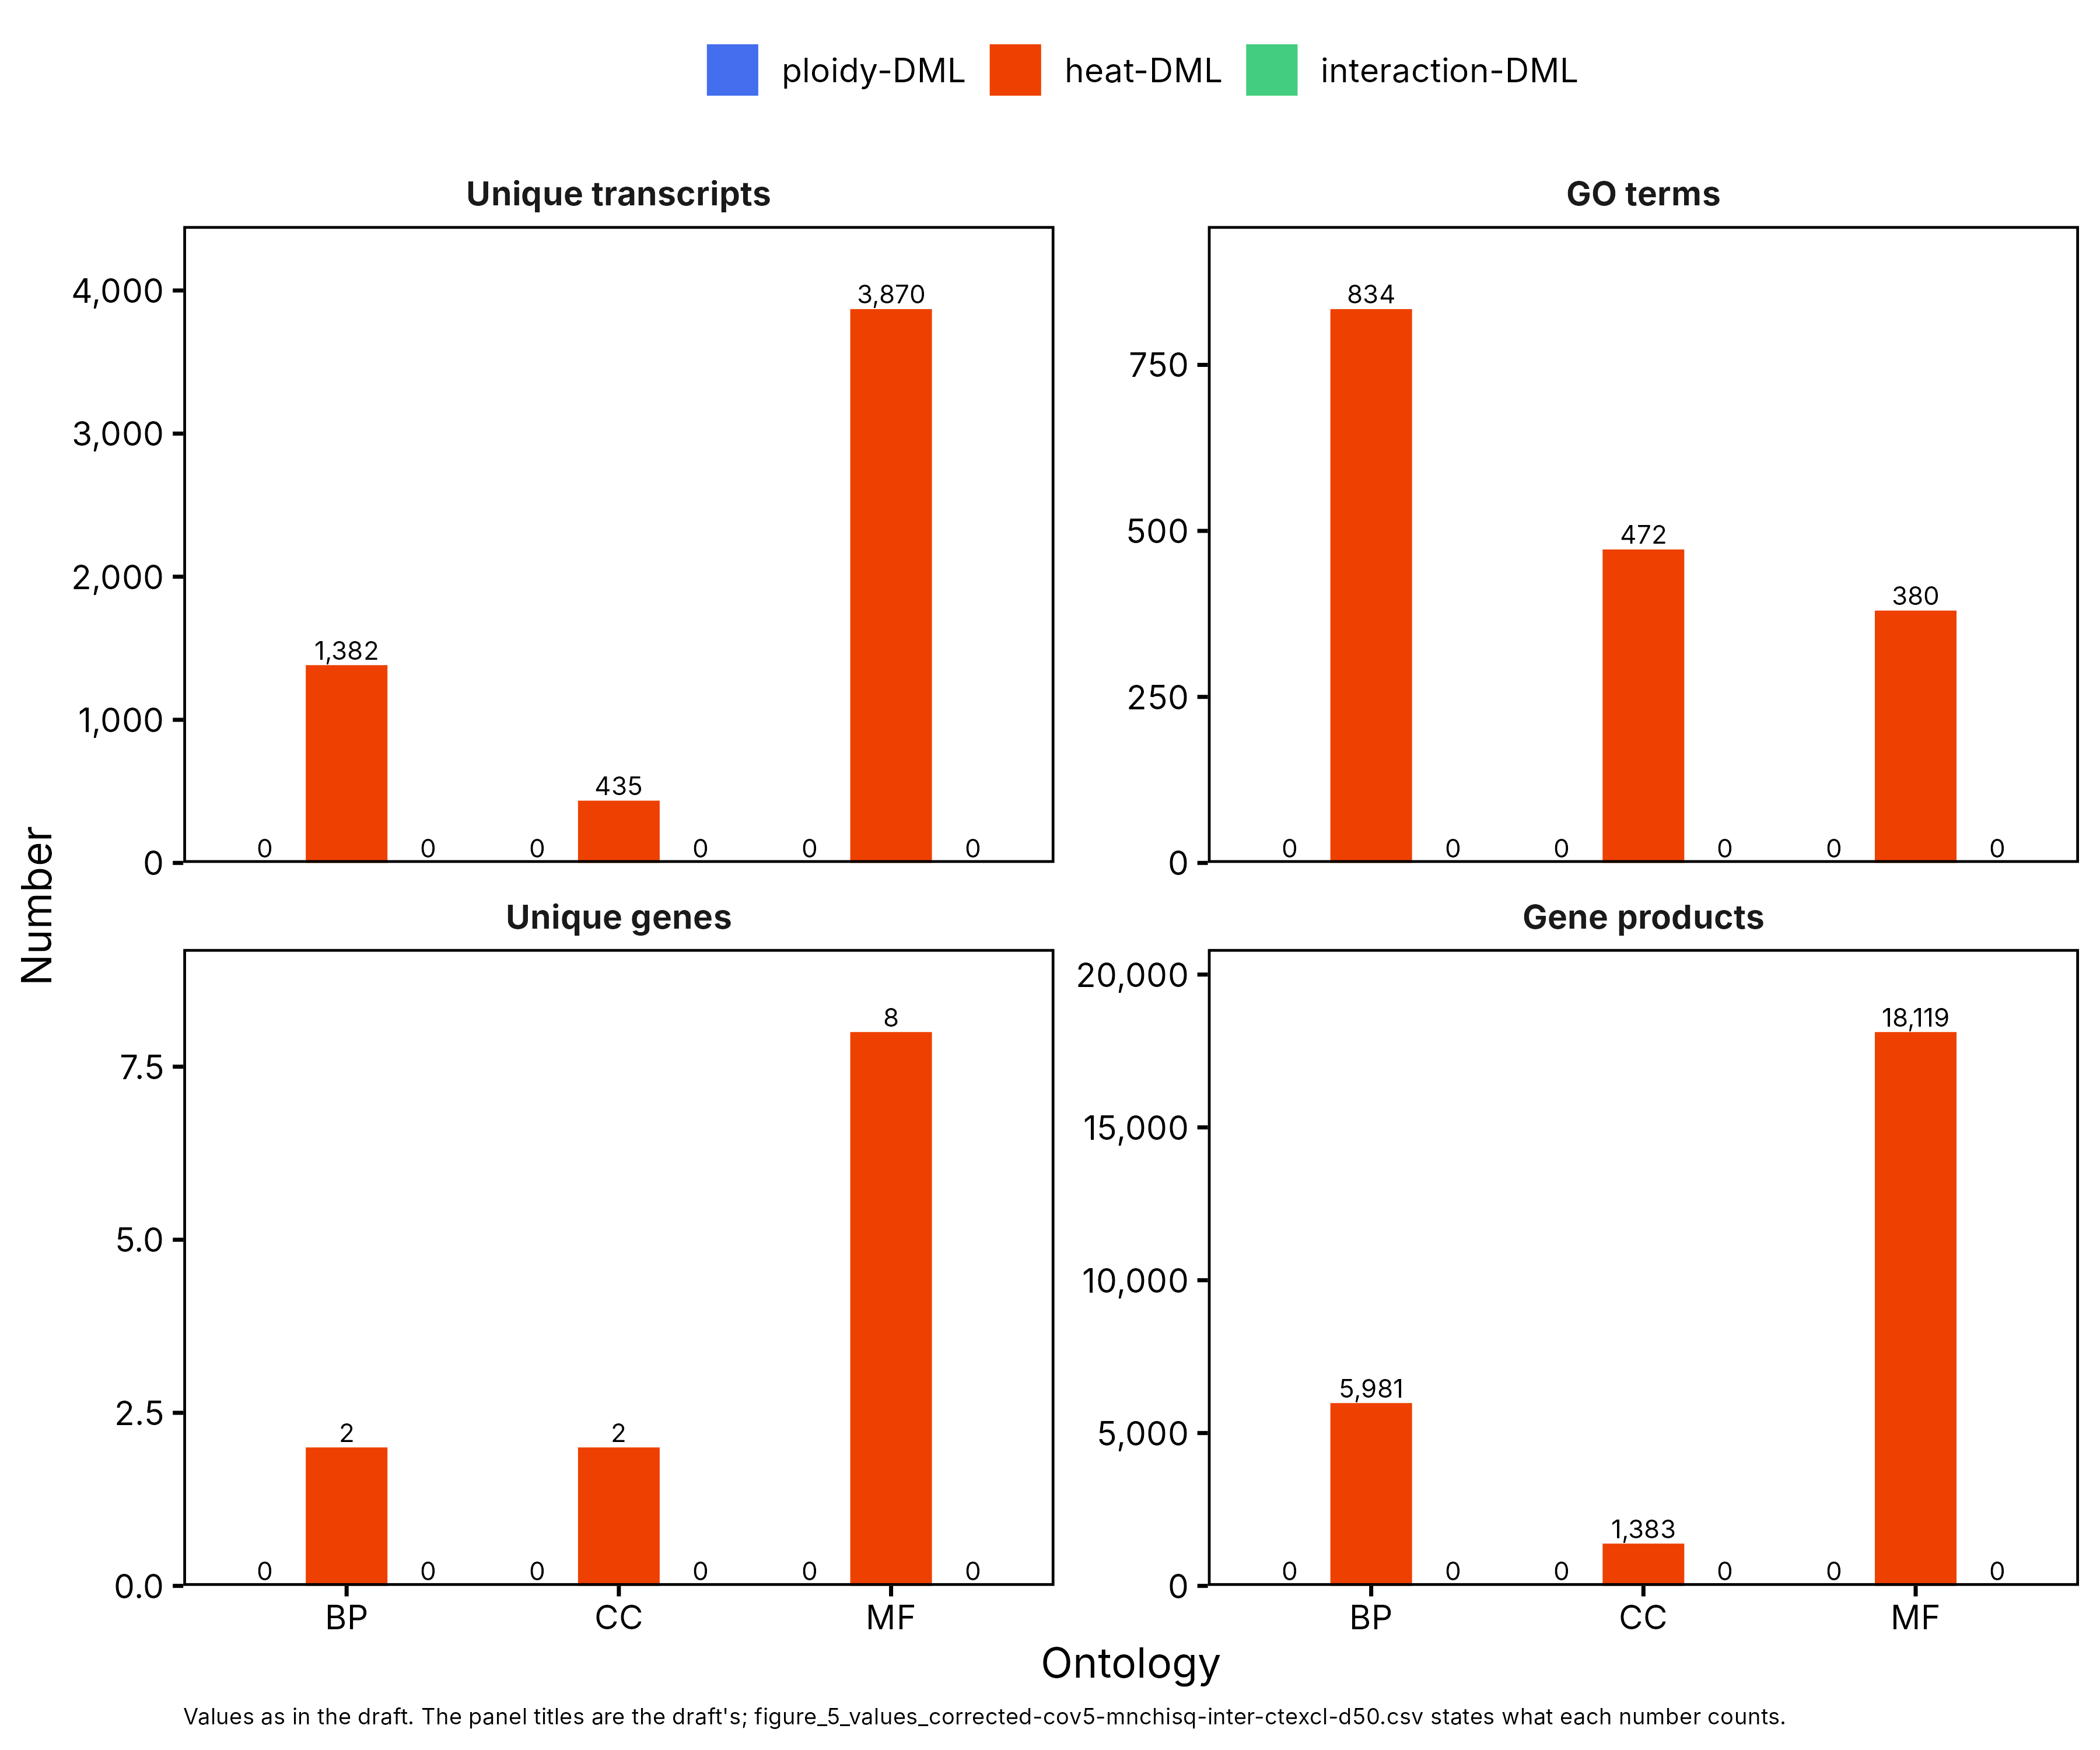 ploidy-DML heat-DML interaction-DML
Unique transcripts
4,000
3,000
2,000
1,000
0
0 1,382 0 0 435 0 0 3,870 0
GO terms
750
500
250
0
0 834 0 0 472 0 0 380 0
Number
Unique genes
7.5
5.0
2.5
0.0
0 2 0 0 2 0 0 8 0
BP CC MF
Gene products
20,000
15,000
10,000
5,000
0
0 5,981 0 0 1,383 0 0 18,119 0
BP CC MF
Ontology
Values as in the draft. The panel titles are the draft's; figure_5_values_corrected-cov5-mnchisq-inter-ctexcl-d50.csv states what each number counts.